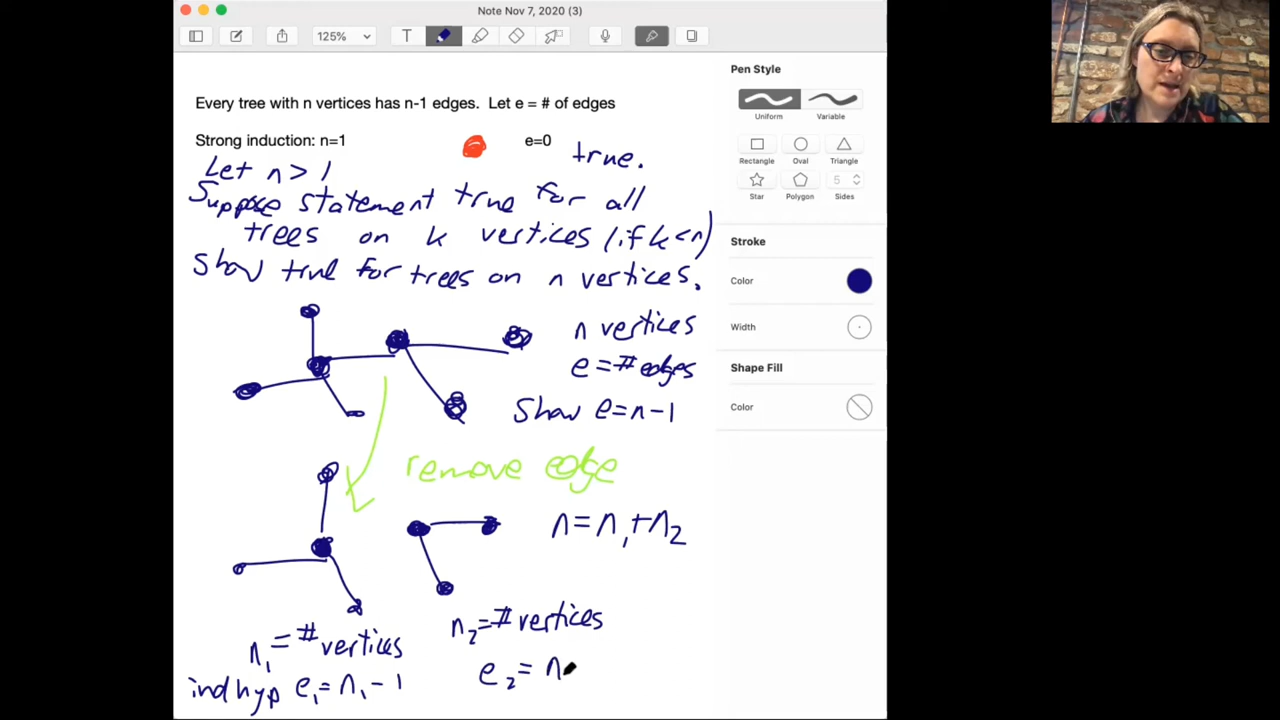 Note Nov 7, 2020 (3)
125%
T
Every tree with n vertices has n-1 edges. Let e = # of edges
Strong induction: n=1 e=0 true.
Let n > 1
Suppose statement true for all
trees on k vertices (if k < n)
Show true for trees on n vertices.
n vertices
e = # edges
Show e = n - 1
remove edge
n = n₁ + n₂
n₂ = # vertices
n₁ = # vertices
e₂ = n
ind hyp e₁ = n₁ - 1
Pen Style
Uniform Variable
Rectangle Oval Triangle
5
Star Polygon Sides
Stroke
Color
Width
Shape Fill
Color